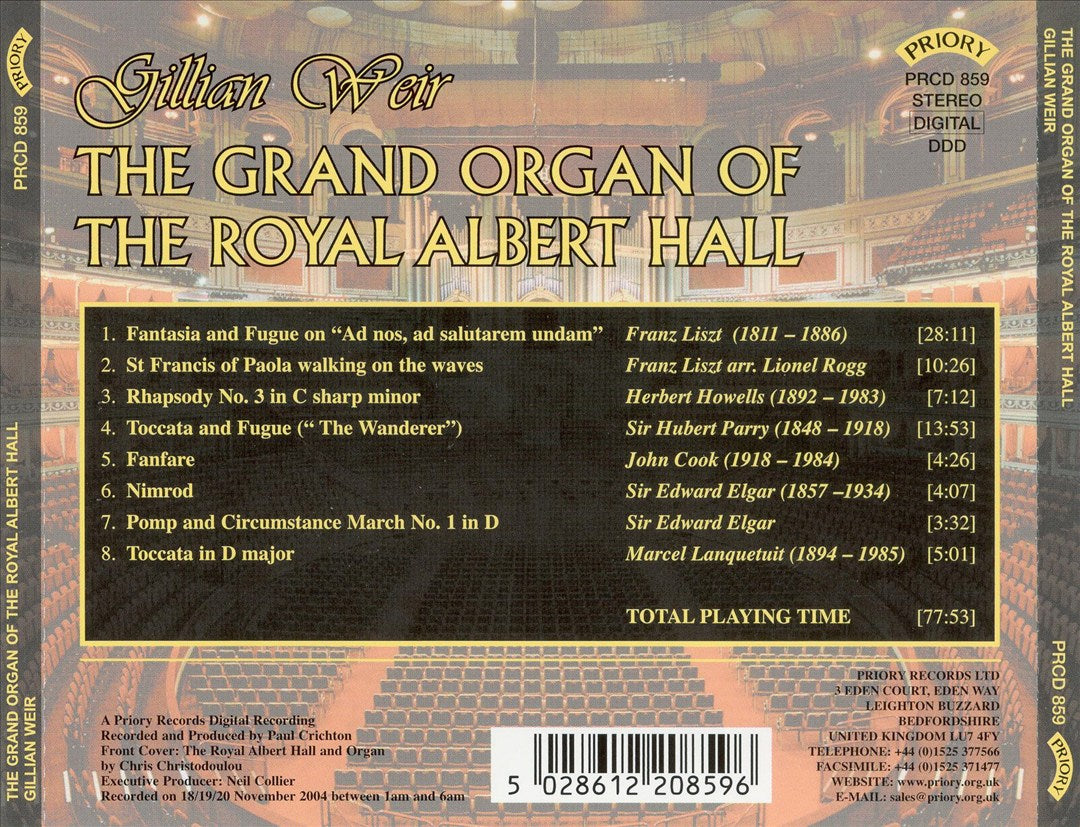 Gillian Weir
THE GRAND ORGAN OF
THE ROYAL ALBERT HALL
PRIORY
PRCD 859
STEREO
DIGITAL
DDD
1. Fantasia and Fugue on “Ad nos, ad salutarem undam” Franz Liszt (1811 – 1886) [28:11]
2. St Francis of Paola walking on the waves Franz Liszt arr. Lionel Rogg [10:26]
3. Rhapsody No. 3 in C sharp minor Herbert Howells (1892 – 1983) [7:12]
4. Toccata and Fugue (“ The Wanderer”) Sir Hubert Parry (1848 – 1918) [13:53]
5. Fanfare John Cook (1918 – 1984) [4:26]
6. Nimrod Sir Edward Elgar (1857 –1934) [4:07]
7. Pomp and Circumstance March No. 1 in D Sir Edward Elgar [3:32]
8. Toccata in D major Marcel Lanquetuit (1894 – 1985) [5:01]
TOTAL PLAYING TIME [77:53]
A Priory Records Digital Recording
Recorded and Produced by Paul Crichton
Front Cover: The Royal Albert Hall and Organ
by Chris Christodoulou
Executive Producer: Neil Collier
Recorded on 18/19/20 November 2004 between 1am and 6am
5 028612 208596
PRIORY RECORDS LTD
3 EDEN COURT, EDEN WAY
LEIGHTON BUZZARD
BEDFORDSHIRE
UNITED KINGDOM LU7 4FY
TELEPHONE: +44 (0)1525 377566
FACSIMILE: +44 (0)1525 371477
WEBSITE: www.priory.org.uk
E-MAIL: sales@priory.org.uk
THE GRAND ORGAN OF THE ROYAL ALBERT HALL
GILLIAN WEIR
PRCD 859
PRIORY
THE GRAND ORGAN OF THE ROYAL ALBERT HALL
GILLIAN WEIR
PRCD 859
PRIORY